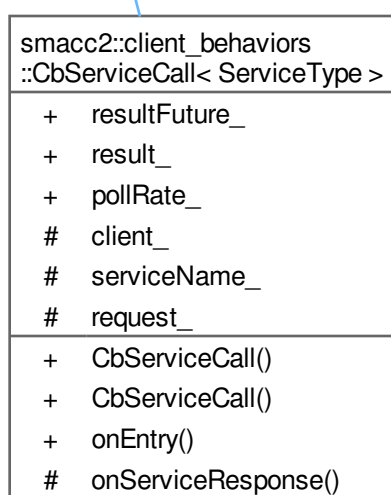 smacc2::client_behaviors
::CbServiceCall< ServiceType >
+ resultFuture_
+ result_
+ pollRate_
# client_
# serviceName_
# request_
+ CbServiceCall()
+ CbServiceCall()
+ onEntry()
# onServiceResponse()